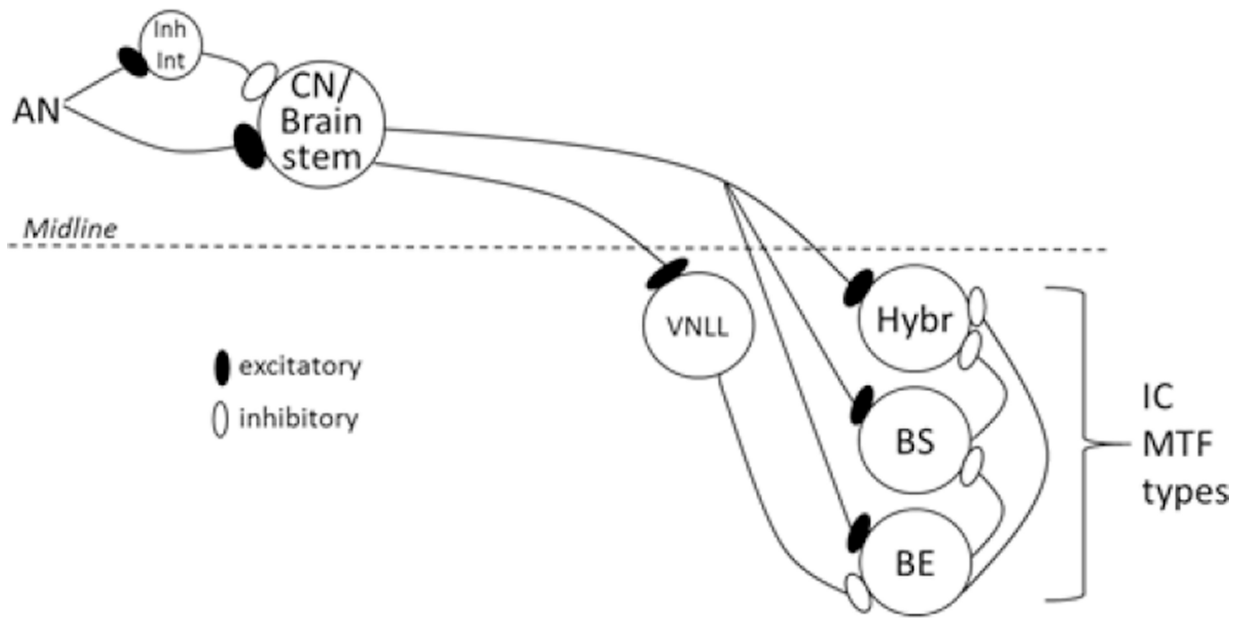 Inh
Int
AN
CN/
Brain
stem
Midline
VNLL
Hybr
excitatory
inhibitory
BS
BE
IC
MTF
types